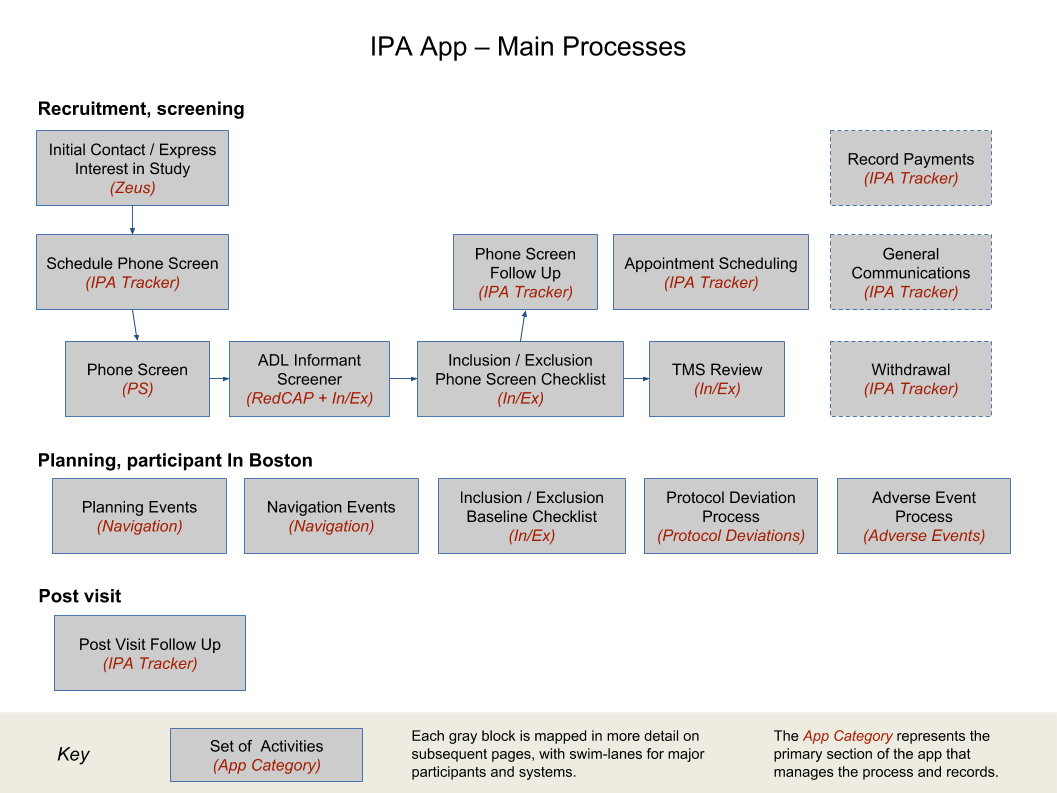 IPA App – Main Processes
Recruitment, screening
Initial Contact / Express
Interest in Study
(Zeus)
Record Payments
(IPA Tracker)
Schedule Phone Screen
(IPA Tracker)
Phone Screen
Follow Up
(IPA Tracker)
Appointment Scheduling
(IPA Tracker)
General
Communications
(IPA Tracker)
Phone Screen
(PS)
ADL Informant
Screener
(RedCAP + In/Ex)
Inclusion / Exclusion
Phone Screen Checklist
(In/Ex)
TMS Review
(In/Ex)
Withdrawal
(IPA Tracker)
Planning, participant In Boston
Planning Events
(Navigation)
Navigation Events
(Navigation)
Inclusion / Exclusion
Baseline Checklist
(In/Ex)
Protocol Deviation
Process
(Protocol Deviations)
Adverse Event
Process
(Adverse Events)
Post visit
Post Visit Follow Up
(IPA Tracker)
Key
Set of Activities
(App Category)
Each gray block is mapped in more detail on
subsequent pages, with swim-lanes for major
participants and systems.
The App Category represents the
primary section of the app that
manages the process and records.